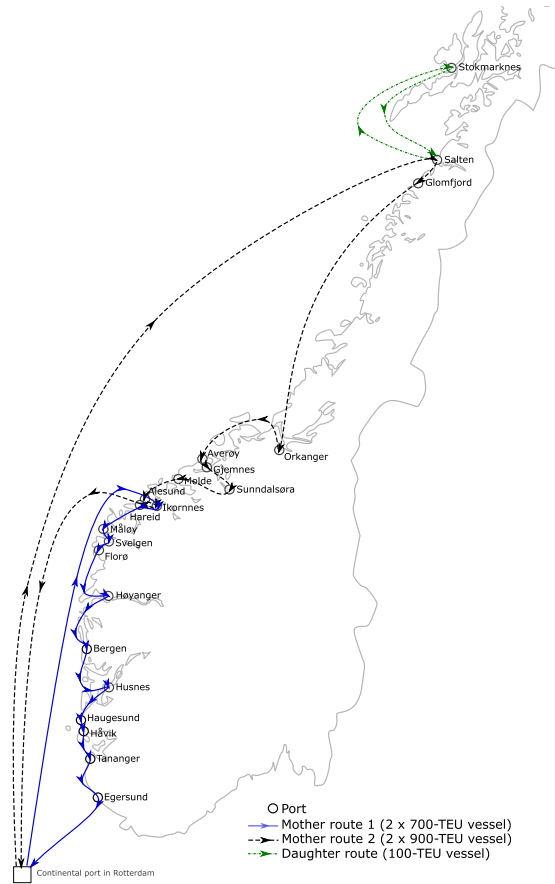 Stokmarknes
Salten
Glomfjord
Orkanger
Averøy
Gjemnes
Molde
Sunndalsøra
Ålesund
Ikornnes
Hareid
Måløy
Svelgen
Florø
Høyanger
Bergen
Husnes
Haugesund
Håvik
Tananger
Egersund
Port
Mother route 1 (2 x 700-TEU vessel)
Mother route 2 (2 x 900-TEU vessel)
Daughter route (100-TEU vessel)
Continental port in Rotterdam